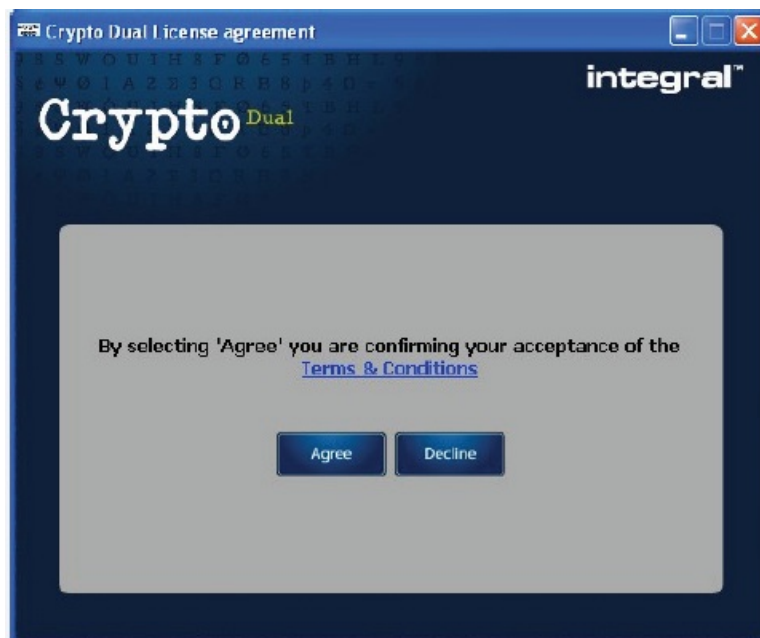 Crypto Dual License agreement
integral™
Crypto Dual
By selecting 'Agree' you are confirming your acceptance of the
Terms & Conditions
Agree
Decline